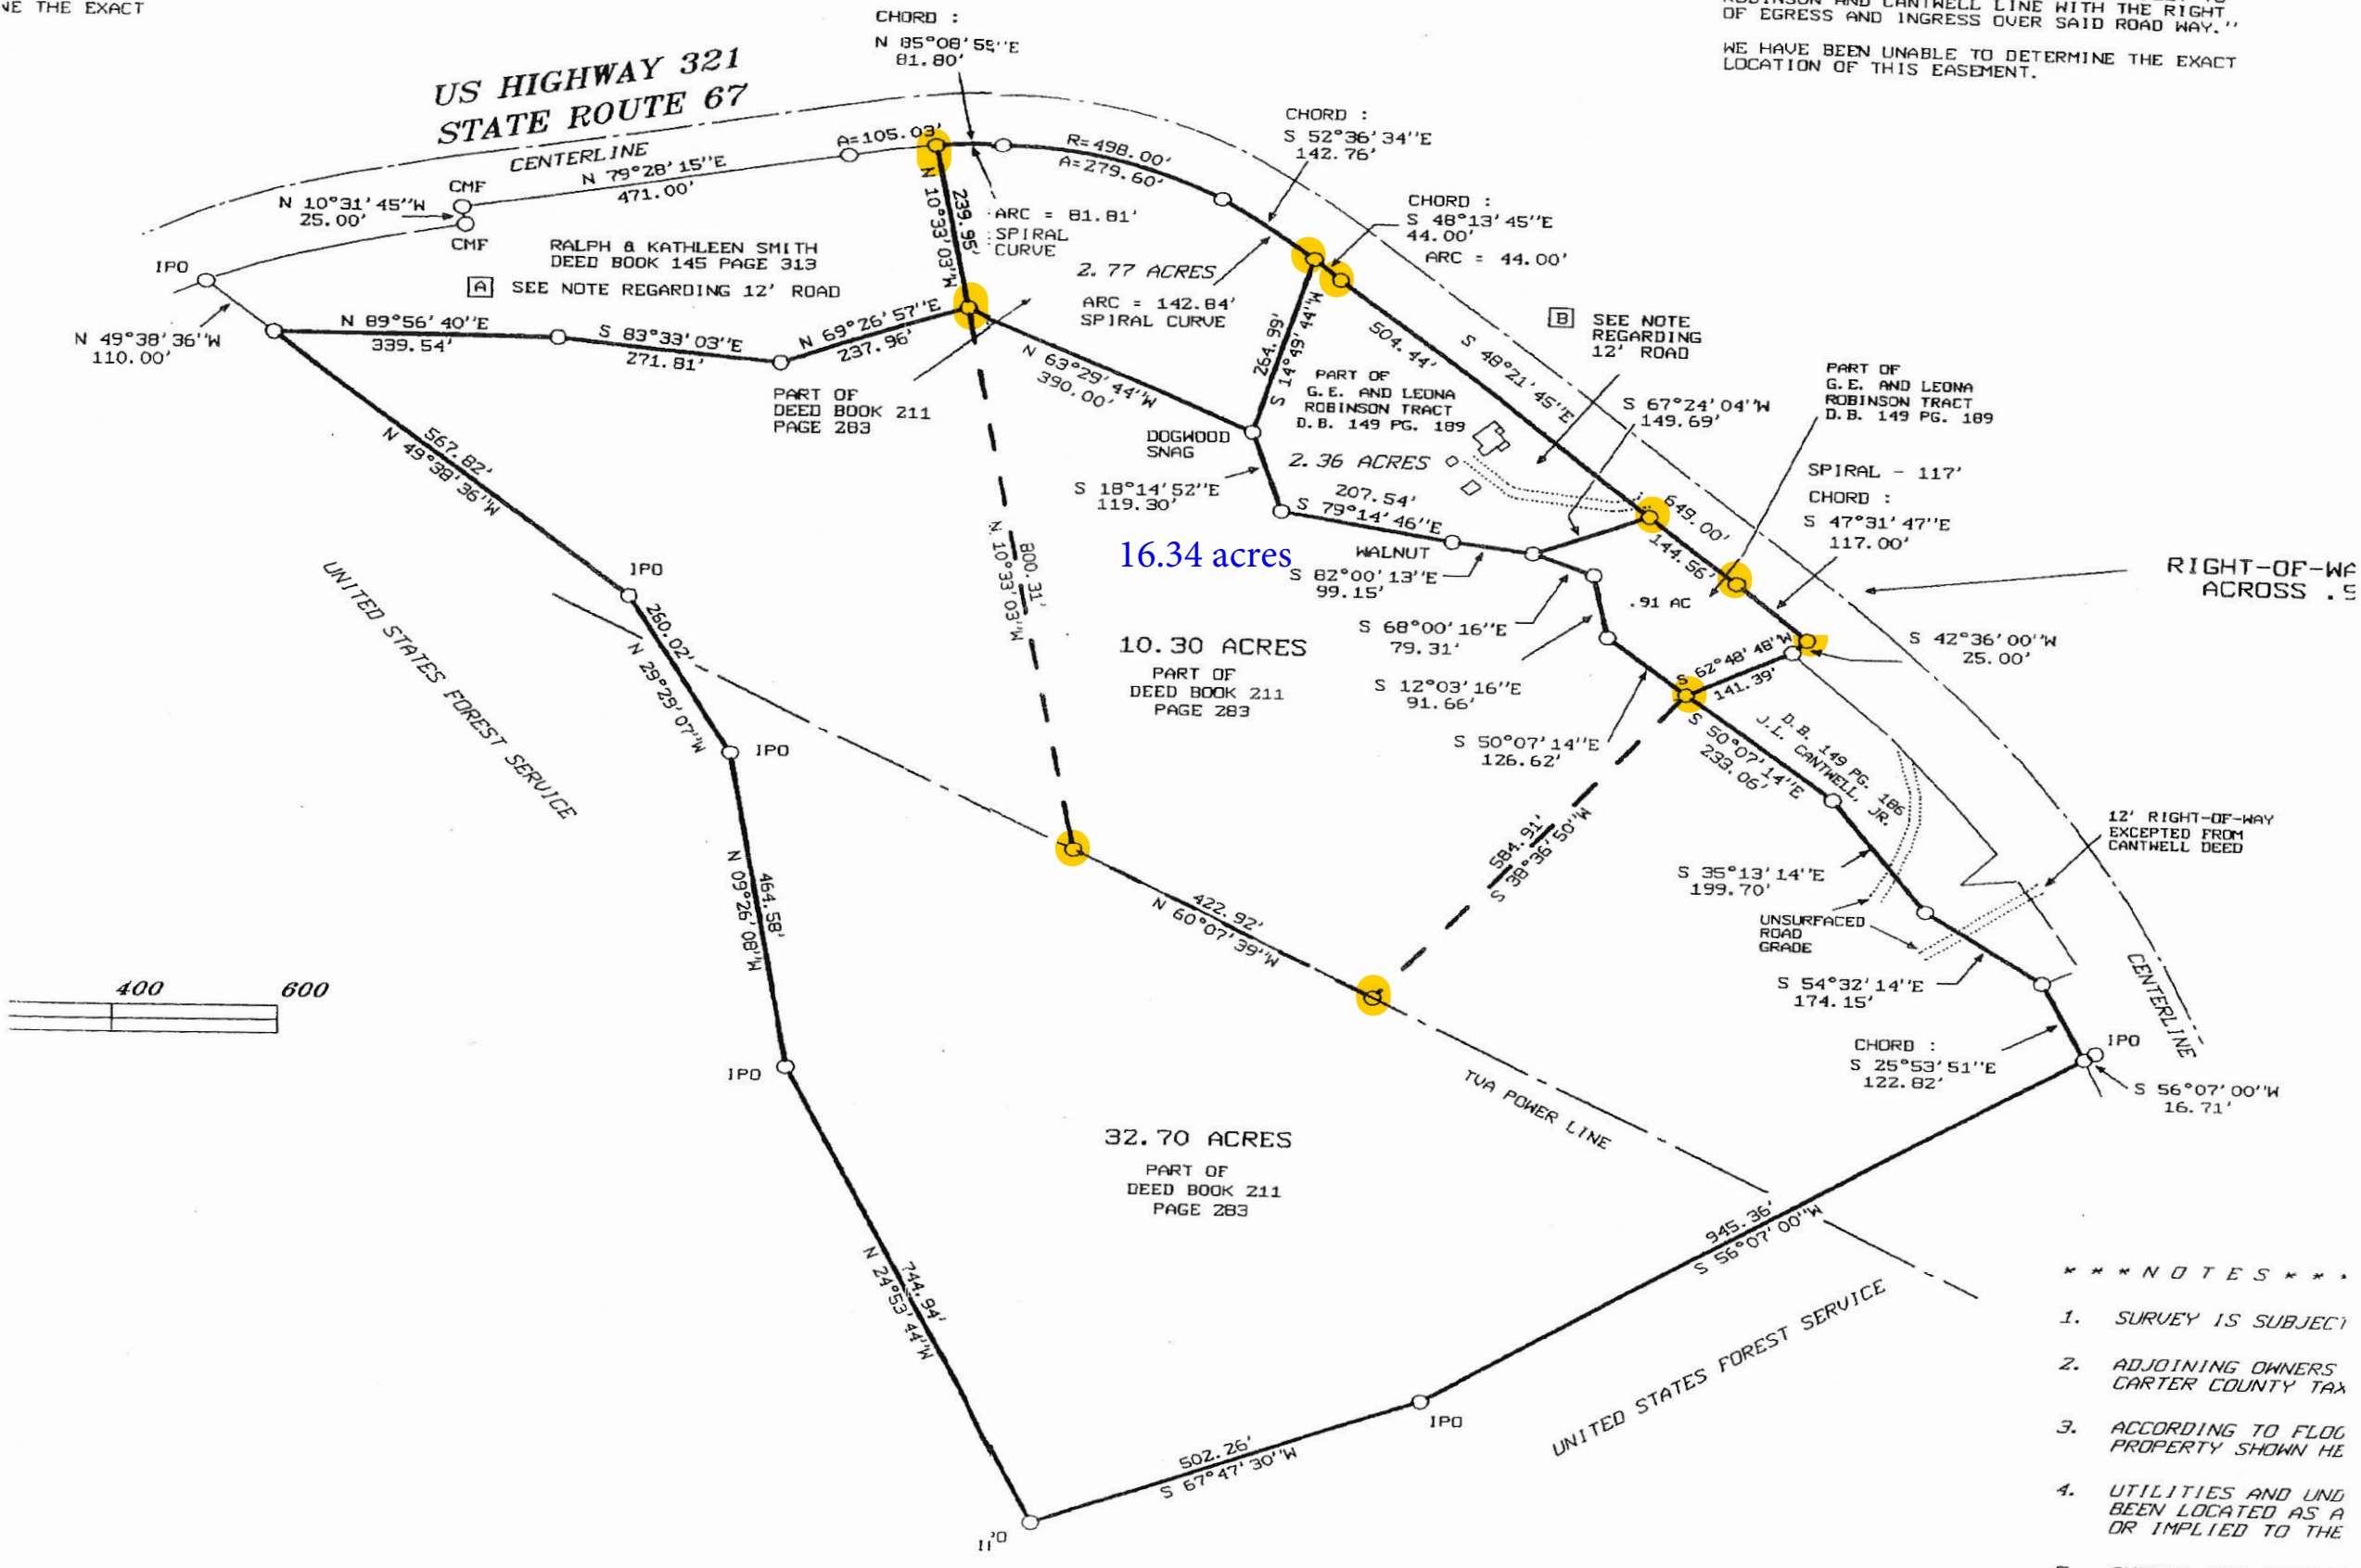 VE THE EXACT
ROBINSON AND CANTWELL LINE WITH THE RIGHT
OF EGRESS AND INGRESS OVER SAID ROAD WAY.''
WE HAVE BEEN UNABLE TO DETERMINE THE EXACT
LOCATION OF THIS EASEMENT.
CHORD :
N 85°08'59''E
81.80'
US HIGHWAY 321
STATE ROUTE 67
CENTERLINE
N 79°28'15''E
471.00'
A=105.03'
R=498.00'
A=279.60'
CHORD :
S 52°36'34''E
142.76'
CMF
N 10°31'45''W
25.00'
CMF
CHORD :
S 48°13'45''E
44.00'
ARC = 44.00'
ARC = 81.81'
SPIRAL
CURVE
239.95'
N 10°33'03''W
RALPH & KATHLEEN SMITH
DEED BOOK 145 PAGE 313
A SEE NOTE REGARDING 12' ROAD
IPO
2.77 ACRES
ARC = 142.84'
SPIRAL CURVE
N 49°38'36''W
110.00'
N 89°56'40''E
339.54'
S 83°33'03''E
271.81'
N 69°26'57''E
237.96'
PART OF
DEED BOOK 211
PAGE 283
N 63°29'44''W
390.00'
264.99'
S 14°49'44''W
504.44'
S 48°21'45''E
B SEE NOTE
REGARDING
12' ROAD
PART OF
G.E. AND LEONA
ROBINSON TRACT
D.B. 149 PG. 189
PART OF
G.E. AND LEONA
ROBINSON TRACT
D.B. 149 PG. 189
S 67°24'04''W
149.69'
DOGWOOD
SNAG
2.36 ACRES
S 18°14'52''E
119.30'
207.54'
S 79°14'46''E
SPIRAL - 117'
CHORD :
S 47°31'47''E
117.00'
649.00'
144.56'
16.34 acres
WALNUT
S 82°00'13''E
99.15'
.91 AC
RIGHT-OF-WA
ACROSS .
567.82'
N 49°38'36''W
IPO
UNITED STATES FOREST SERVICE
260.02'
N 29°29'07''W
IPO
800.31'
N 10°33'03''W
10.30 ACRES
PART OF
DEED BOOK 211
PAGE 283
S 68°00'16''E
79.31'
S 12°03'16''E
91.66'
S 50°07'14''E
126.62'
S 62°48'48''W
141.39'
S 42°36'00''W
25.00'
S 50°07'14''E
233.06'
D.B. 149 PG. 186
J.L. CANTWELL, JR.
12' RIGHT-OF-WAY
EXCEPTED FROM
CANTWELL DEED
584.91'
S 38°36'50''W
S 35°13'14''E
199.70'
UNSURFACED
ROAD
GRADE
S 54°32'14''E
174.15'
CENTERLINE
464.58'
N 09°26'08''W
422.92'
N 60°07'39''W
400 600
IPO
TVA POWER LINE
CHORD :
S 25°53'51''E
122.82'
IPO
S 56°07'00''W
16.71'
32.70 ACRES
PART OF
DEED BOOK 211
PAGE 283
744.94'
N 24°53'44''W
945.36'
S 56°07'00''W
UNITED STATES FOREST SERVICE
IPO
502.26'
S 67°47'30''W
IPO
* * * N O T E S * * *
1. SURVEY IS SUBJECT
2. ADJOINING OWNERS
CARTER COUNTY TAX
3. ACCORDING TO FLOO
PROPERTY SHOWN HE
4. UTILITIES AND UND
BEEN LOCATED AS A
OR IMPLIED TO THE